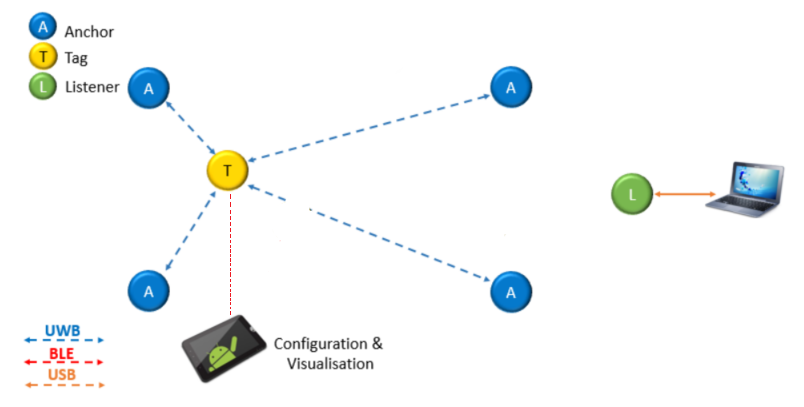 A Anchor
T Tag
L Listener
A
A
T
L
A
A
Configuration &
Visualisation
UWB
BLE
USB